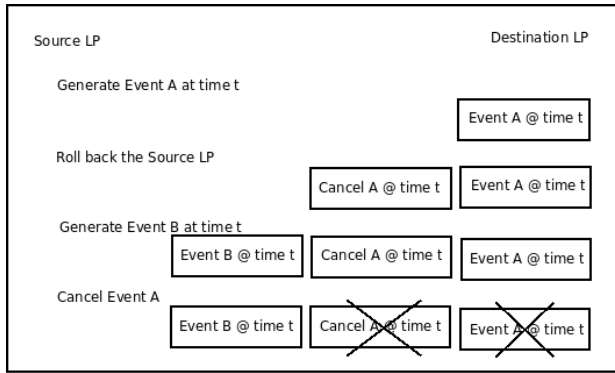 Source LP
Destination LP
Generate Event A at time t
Event A @ time t
Roll back the Source LP
Cancel A @ time t
Event A @ time t
Generate Event B at time t
Event B @ time t
Cancel A @ time t
Event A @ time t
Cancel Event A
Event B @ time t
Cancel A @ time t
Event A @ time t